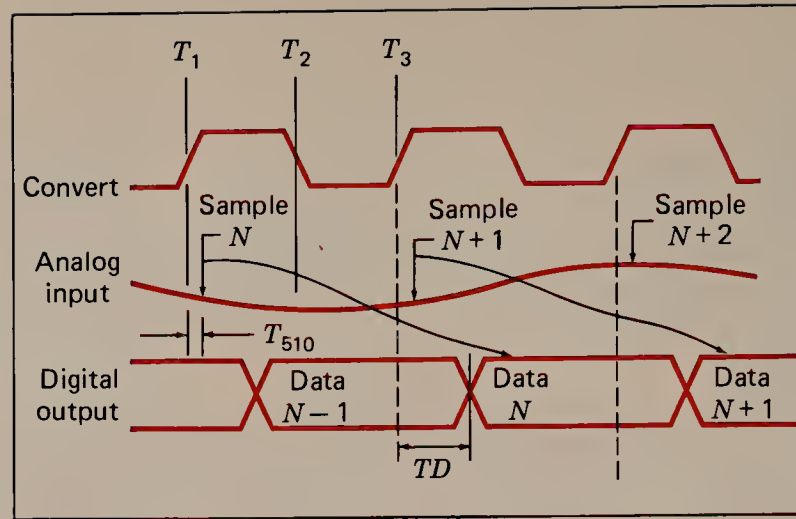 T₁
T₂
T₃
Convert
Sample
N
Sample
N + 1
Sample
N + 2
Analog
input
T₅₁₀
Digital
output
Data
N – 1
Data
N
Data
N + 1
TD